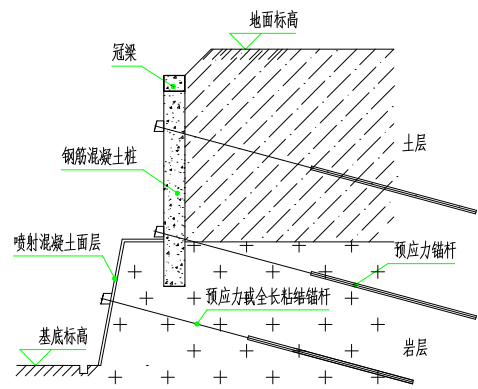 地面标高
冠梁
土层
钢筋混凝土桩
喷射混凝土面层
预应力锚杆
预应力或全长粘结锚杆
基底标高
岩层